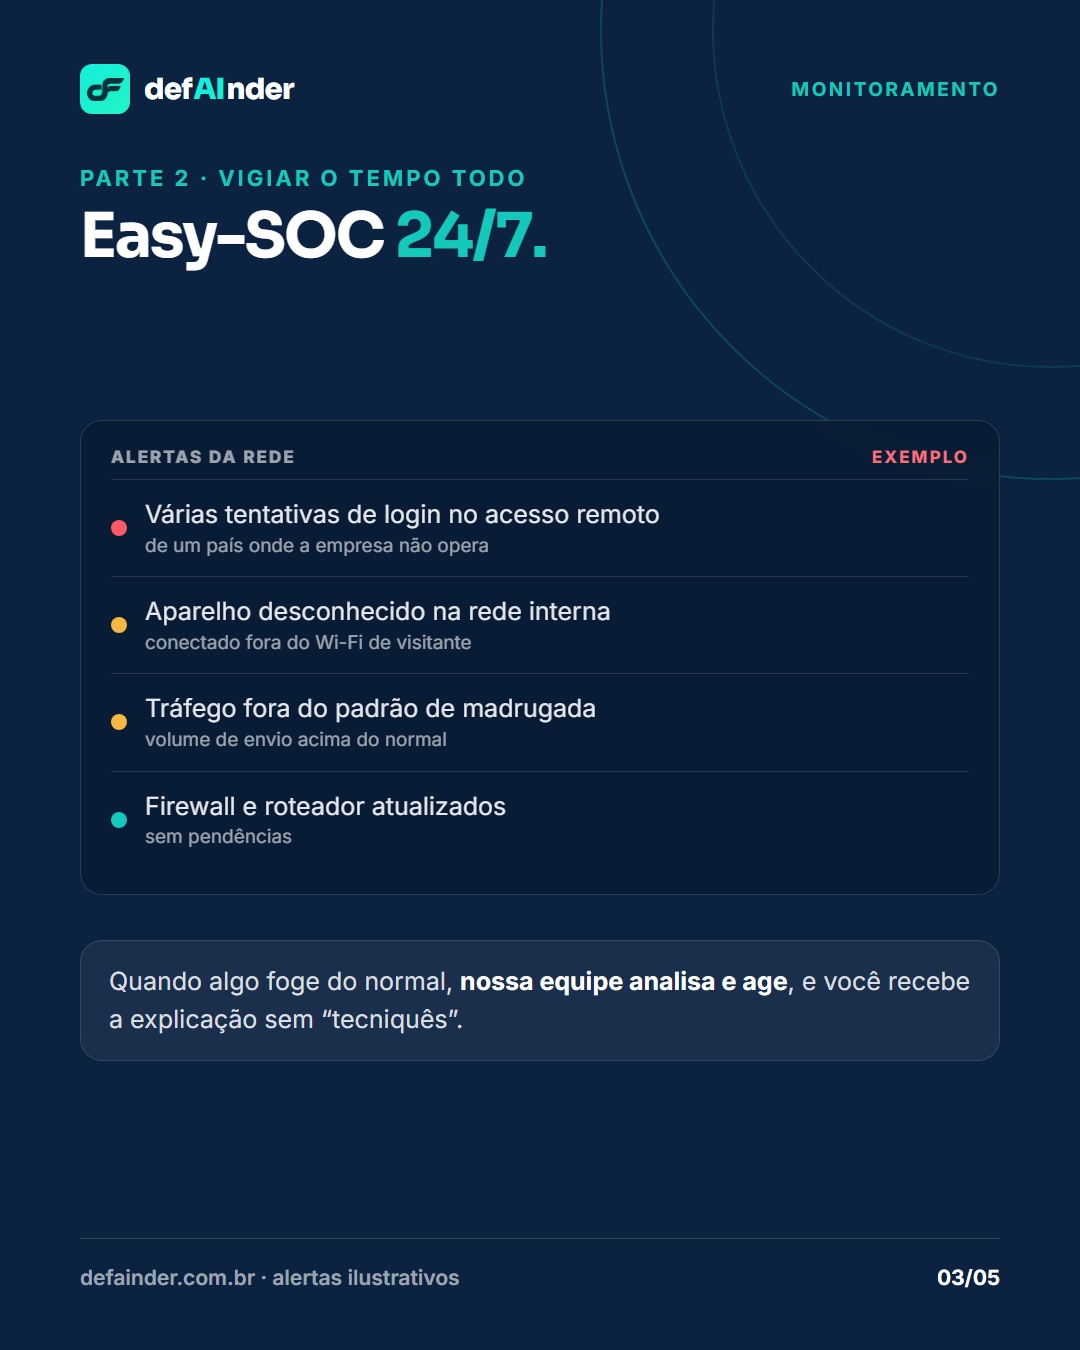 defAInder
MONITORAMENTO
PARTE 2 · VIGIAR O TEMPO TODO
Easy-SOC 24/7.
ALERTAS DA REDE
EXEMPLO
Várias tentativas de login no acesso remoto
de um país onde a empresa não opera
Aparelho desconhecido na rede interna
conectado fora do Wi-Fi de visitante
Tráfego fora do padrão de madrugada
volume de envio acima do normal
Firewall e roteador atualizados
sem pendências
Quando algo foge do normal, nossa equipe analisa e age, e você recebe
a explicação sem “tecniquês”.
defainder.com.br · alertas ilustrativos
03/05